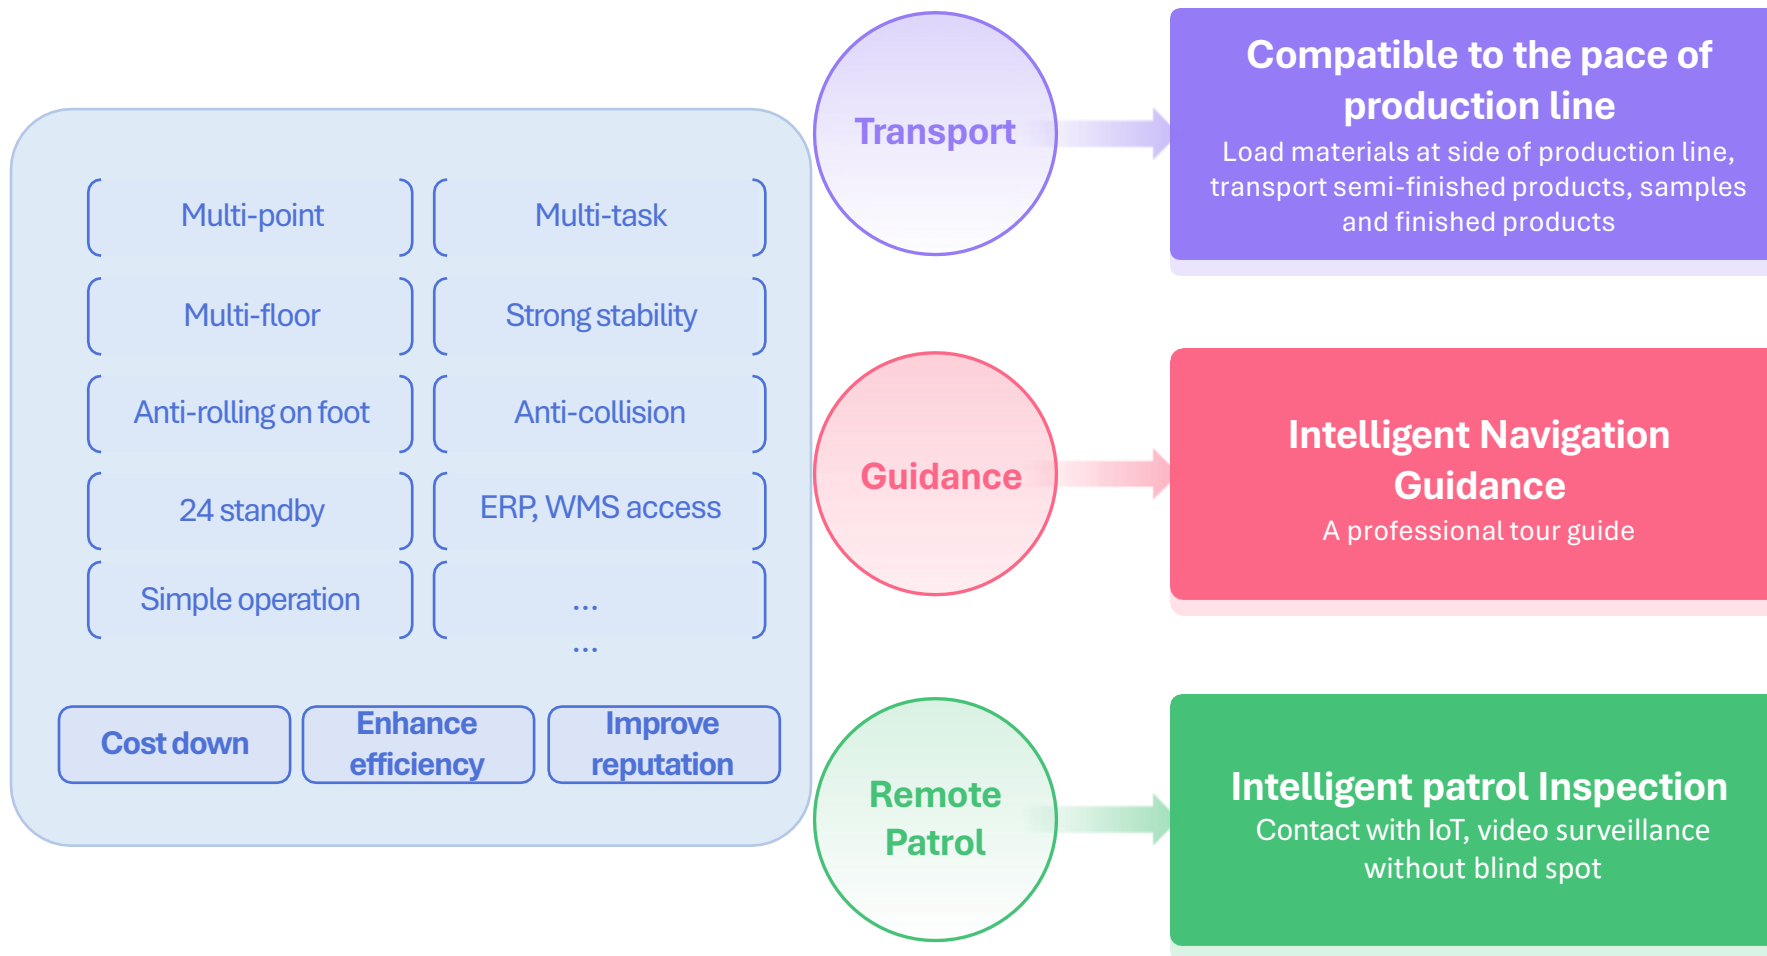 Multi-point
Multi-task
Multi-floor
Strong stability
Anti-rolling on foot
Anti-collision
24 standby
ERP, WMS access
Simple operation
...
...
Cost down
Enhance
efficiency
Improve
reputation
Transport
Compatible to the pace of
production line
Load materials at side of production line,
transport semi-finished products, samples
and finished products
Guidance
Intelligent Navigation
Guidance
A professional tour guide
Remote
Patrol
Intelligent patrol Inspection
Contact with IoT, video surveillance
without blind spot